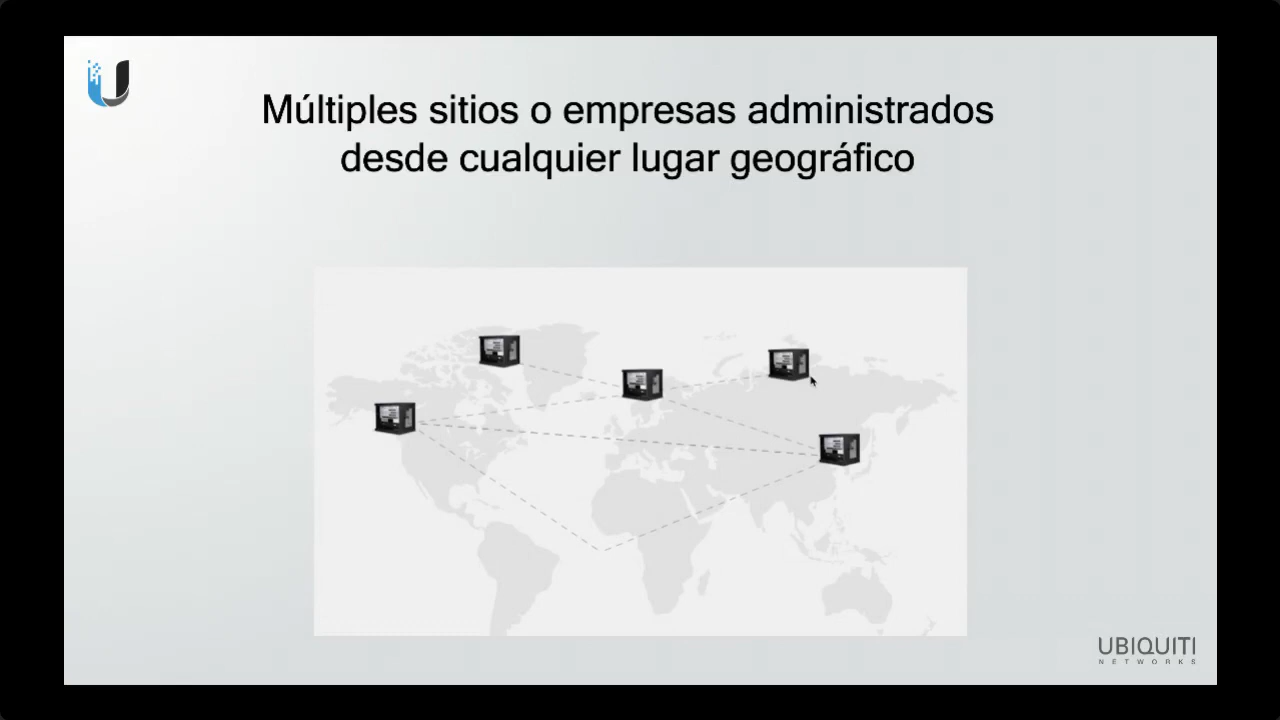 Múltiples sitios o empresas administrados
desde cualquier lugar geográfico
UBIQUITI
NETWORKS